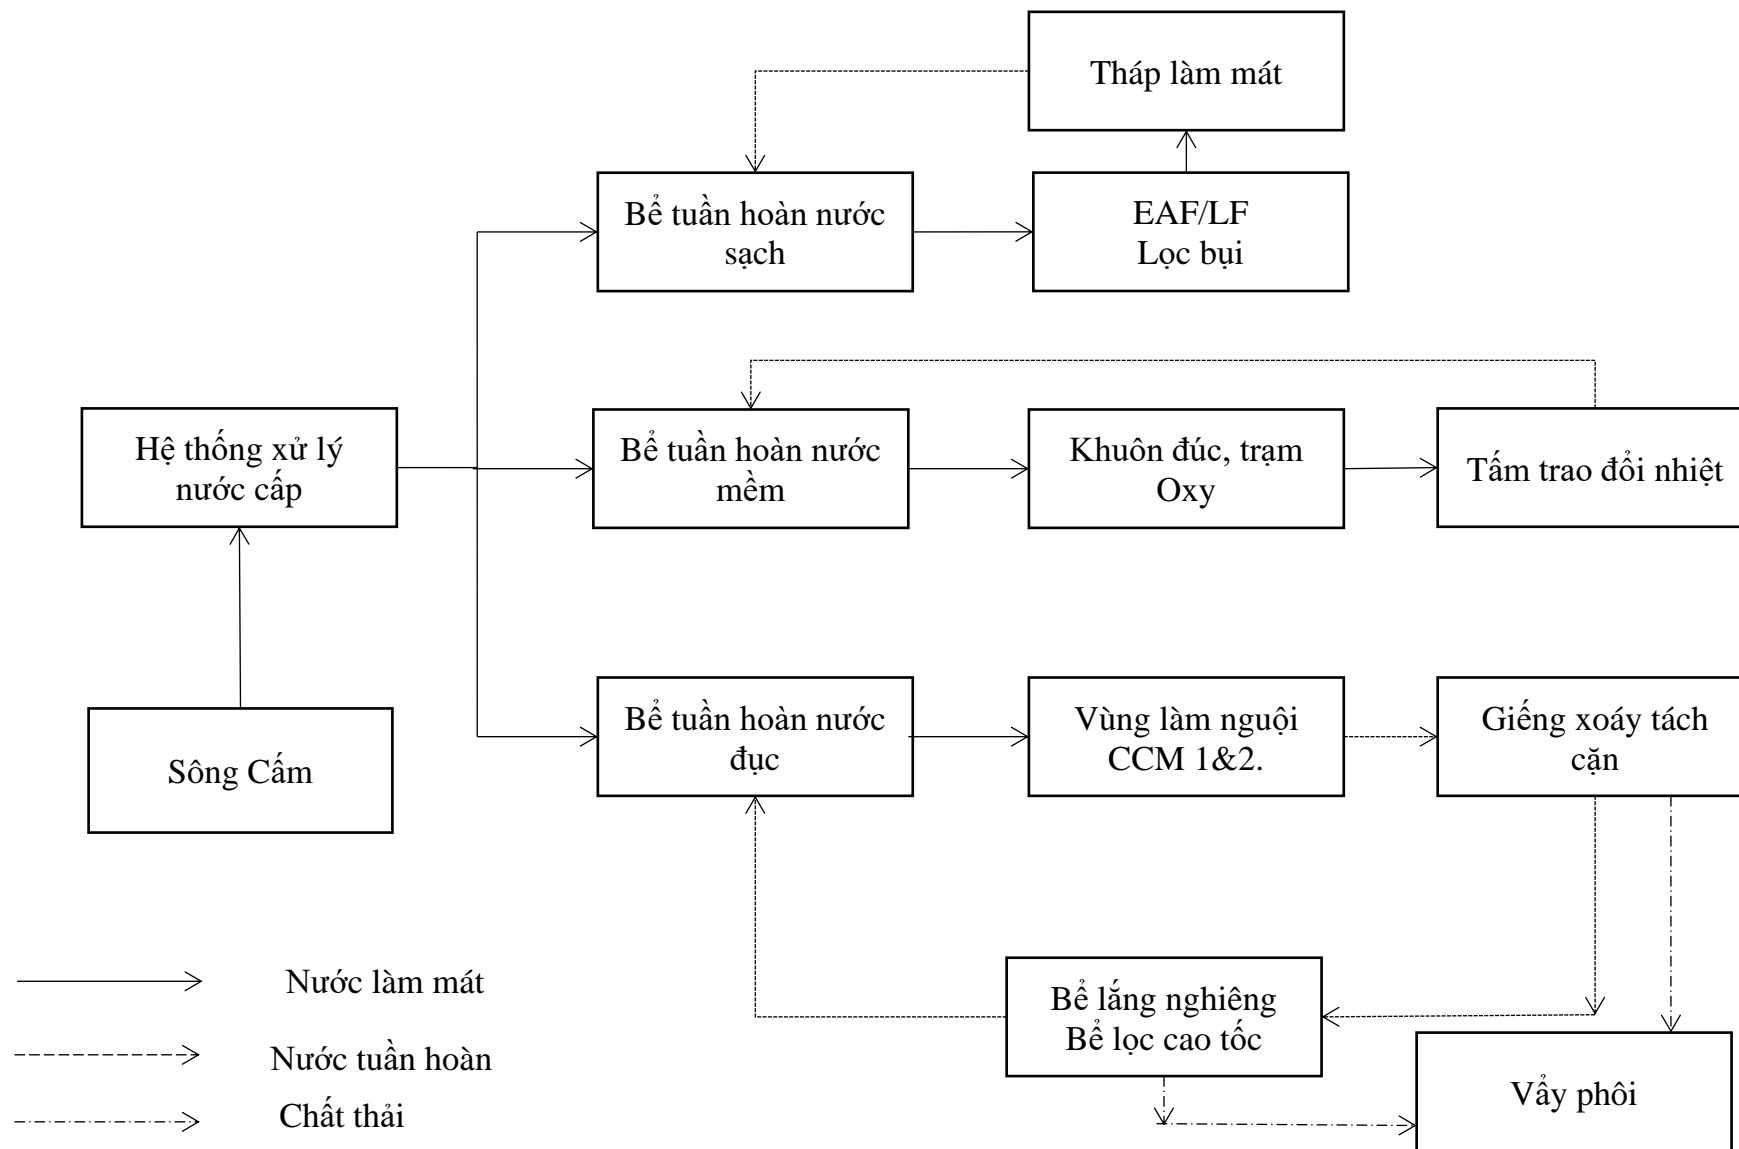 Tháp làm mát
Bể tuần hoàn nước
sạch
EAF/LF
Lọc bụi
Hệ thống xử lý
nước cấp
Bể tuần hoàn nước
mềm
Khuôn đúc, trạm
Oxy
Tấm trao đổi nhiệt
Sông Cấm
Bể tuần hoàn nước
đục
Vùng làm nguội
CCM 1&2.
Giếng xoáy tách
cặn
Bể lắng nghiêng
Bể lọc cao tốc
Vẩy phôi
Nước làm mát
Nước tuần hoàn
Chất thải